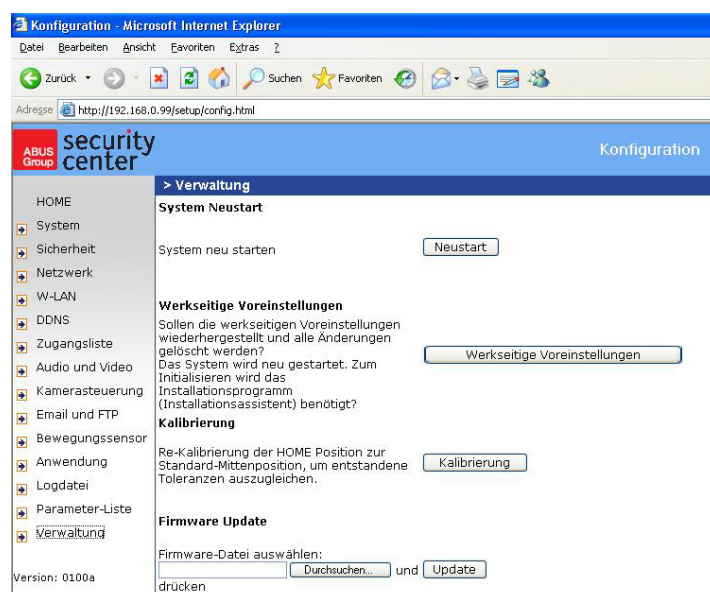 Konfiguration - Microsoft Internet Explorer
Datei Bearbeiten Ansicht Favoriten Extras ?
Zurück Suchen Favoriten
Adresse http://192.168.0.99/setup/config.html
ABUS Group security center
Konfiguration
> Verwaltung
HOME
System
Sicherheit
Netzwerk
W-LAN
DDNS
Zugangsliste
Audio und Video
Kamerasteuerung
Email und FTP
Bewegungssensor
Anwendung
Logdatei
Parameter-Liste
Verwaltung
Version: 0100a
System Neustart
System neu starten Neustart
Werkseitige Voreinstellungen
Sollen die werkseitigen Voreinstellungen
wiederhergestellt und alle Änderungen
gelöscht werden?
Das System wird neu gestartet. Zum
Initialisieren wird das
Installationsprogramm
(Installationsassistent) benötigt?
Werkseitige Voreinstellungen
Kalibrierung
Re-Kalibrierung der HOME Position zur
Standard-Mittenposition, um entstandene
Toleranzen auszugleichen.
Kalibrierung
Firmware Update
Firmware-Datei auswählen:
Durchsuchen... und Update
drücken